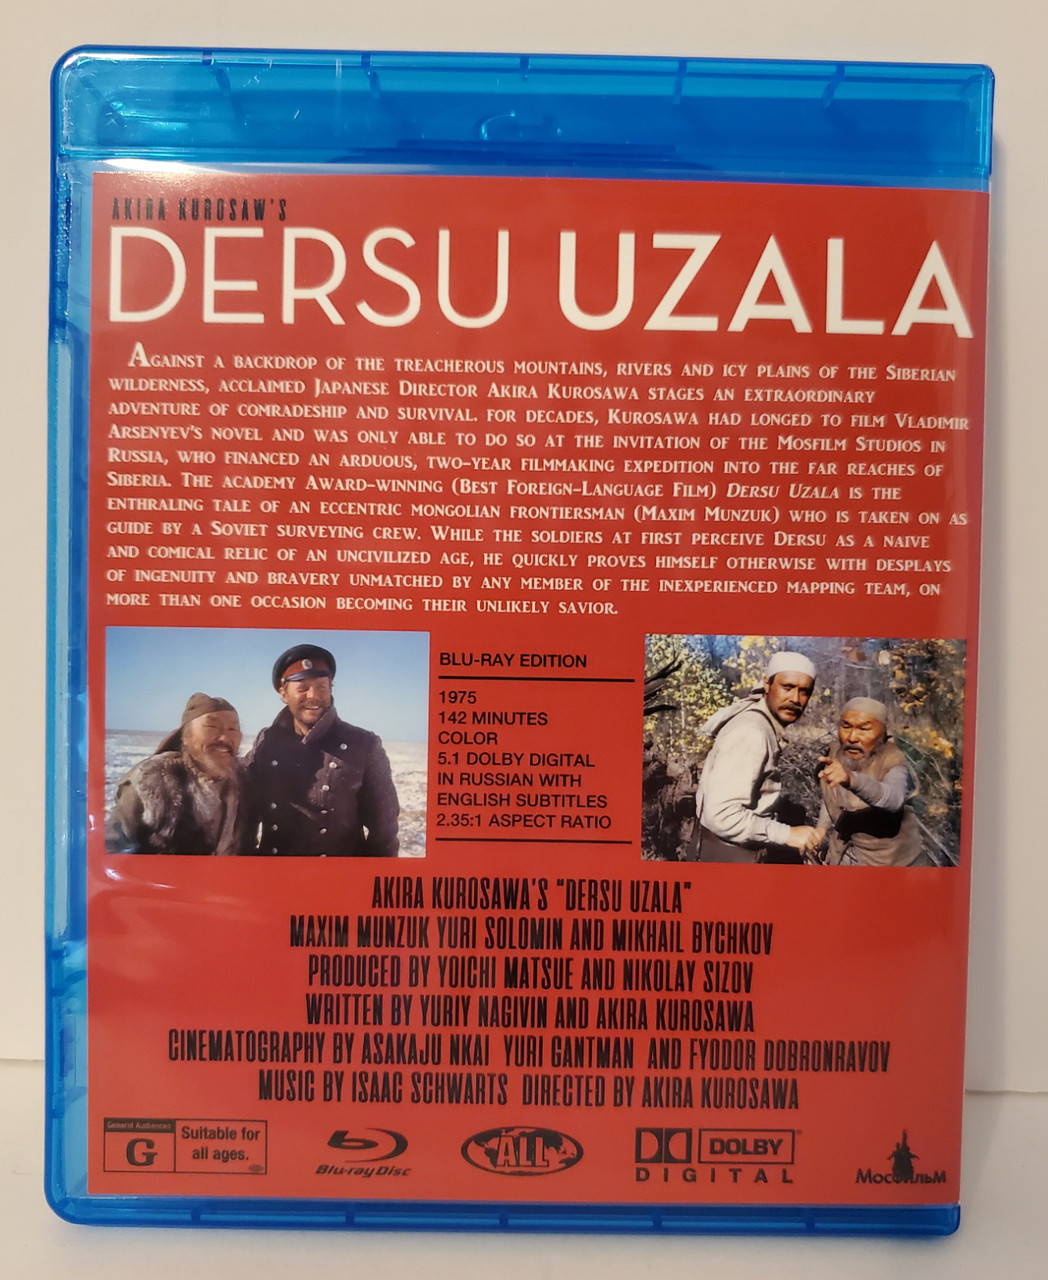 AKIRA KUROSAW'S
DERSU UZALA
AGAINST A BACKDROP OF THE TREACHEROUS MOUNTAINS, RIVERS AND ICY PLAINS OF THE SIBERIAN
WILDERNESS, ACCLAIMED JAPANESE DIRECTOR AKIRA KUROSAWA STAGES AN EXTRAORDINARY
ADVENTURE OF COMRADESHIP AND SURVIVAL. FOR DECADES, KUROSAWA HAD LONGED TO FILM VLADIMIR
ARSENYEV'S NOVEL AND WAS ONLY ABLE TO DO SO AT THE INVITATION OF THE MOSFILM STUDIOS IN
RUSSIA, WHO FINANCED AN ARDUOUS, TWO-YEAR FILMMAKING EXPEDITION INTO THE FAR REACHES OF
SIBERIA. THE ACADEMY AWARD-WINNING (BEST FOREIGN-LANGUAGE FILM) DERSU UZALA IS THE
ENTHRALING TALE OF AN ECCENTRIC MONGOLIAN FRONTIERSMAN (MAXIM MUNZUK) WHO IS TAKEN ON AS
GUIDE BY A SOVIET SURVEYING CREW. WHILE THE SOLDIERS AT FIRST PERCEIVE DERSU AS A NAIVE
AND COMICAL RELIC OF AN UNCIVILIZED AGE, HE QUICKLY PROVES HIMSELF OTHERWISE WITH DESPLAYS
OF INGENUITY AND BRAVERY UNMATCHED BY ANY MEMBER OF THE INEXPERIENCED MAPPING TEAM, ON
MORE THAN ONE OCCASION BECOMING THEIR UNLIKELY SAVIOR.
BLU-RAY EDITION
1975
142 MINUTES
COLOR
5.1 DOLBY DIGITAL
IN RUSSIAN WITH
ENGLISH SUBTITLES
2.35:1 ASPECT RATIO
AKIRA KUROSAWA'S "DERSU UZALA"
MAXIM MUNZUK YURI SOLOMIN AND MIKHAIL BYCHKOV
PRODUCED BY YOICHI MATSUE AND NIKOLAY SIZOV
WRITTEN BY YURIY NAGIVIN AND AKIRA KUROSAWA
CINEMATOGRAPHY BY ASAKAJU NKAI YURI GANTMAN AND FYODOR DOBRONRAVOV
MUSIC BY ISAAC SCHWARTS DIRECTED BY AKIRA KUROSAWA
General Audiences
G
Suitable for
all ages.
Blu-ray Disc
ALL
DOLBY
DIGITAL
МосфильМ